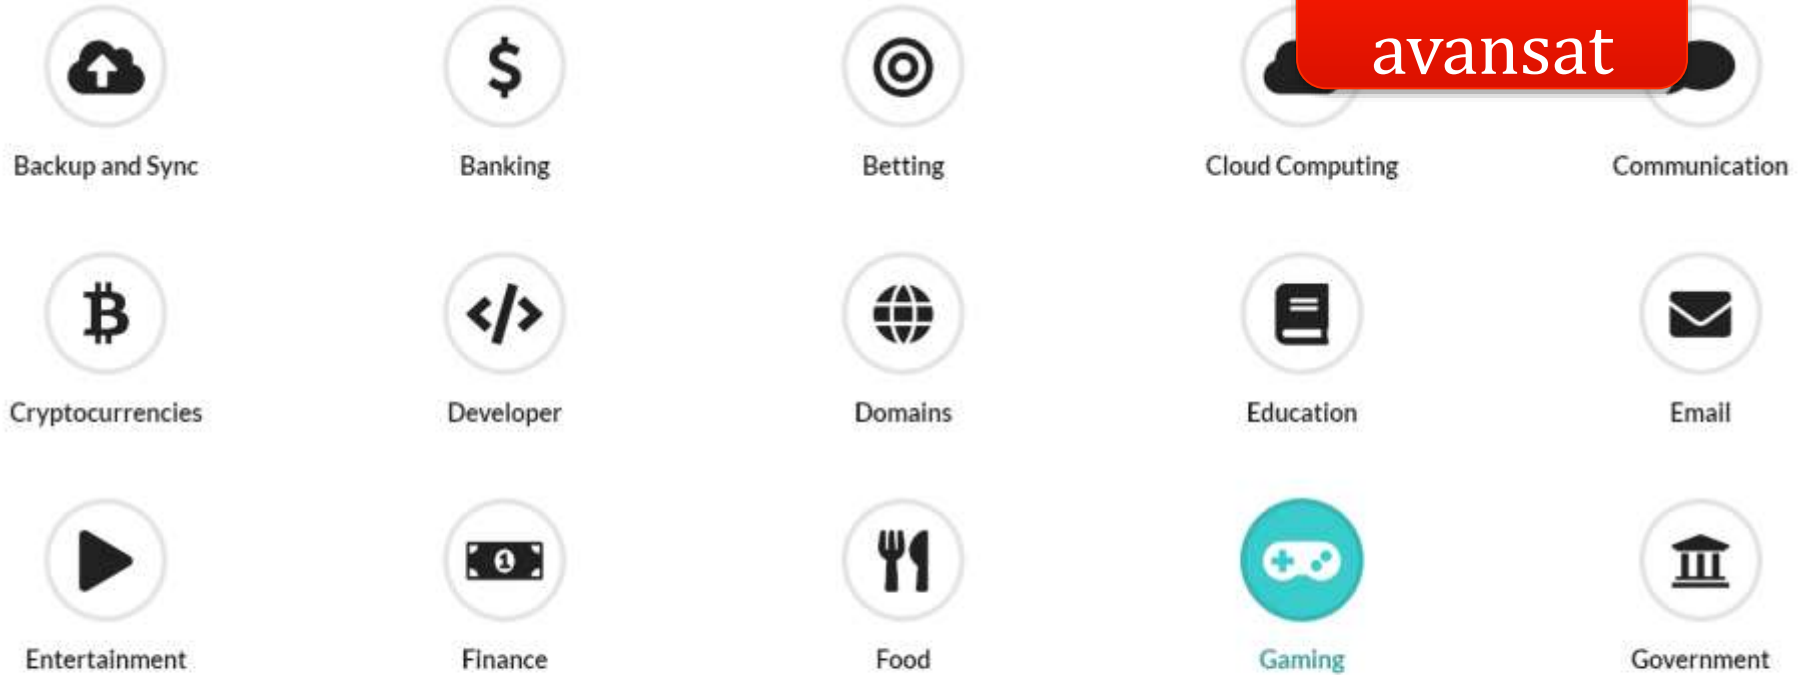 avansat
Backup and Sync
Banking
Betting
Cloud Computing
Communication
Cryptocurrencies
Developer
Domains
Education
Email
1
Entertainment
Finance
Food
Gaming
Government